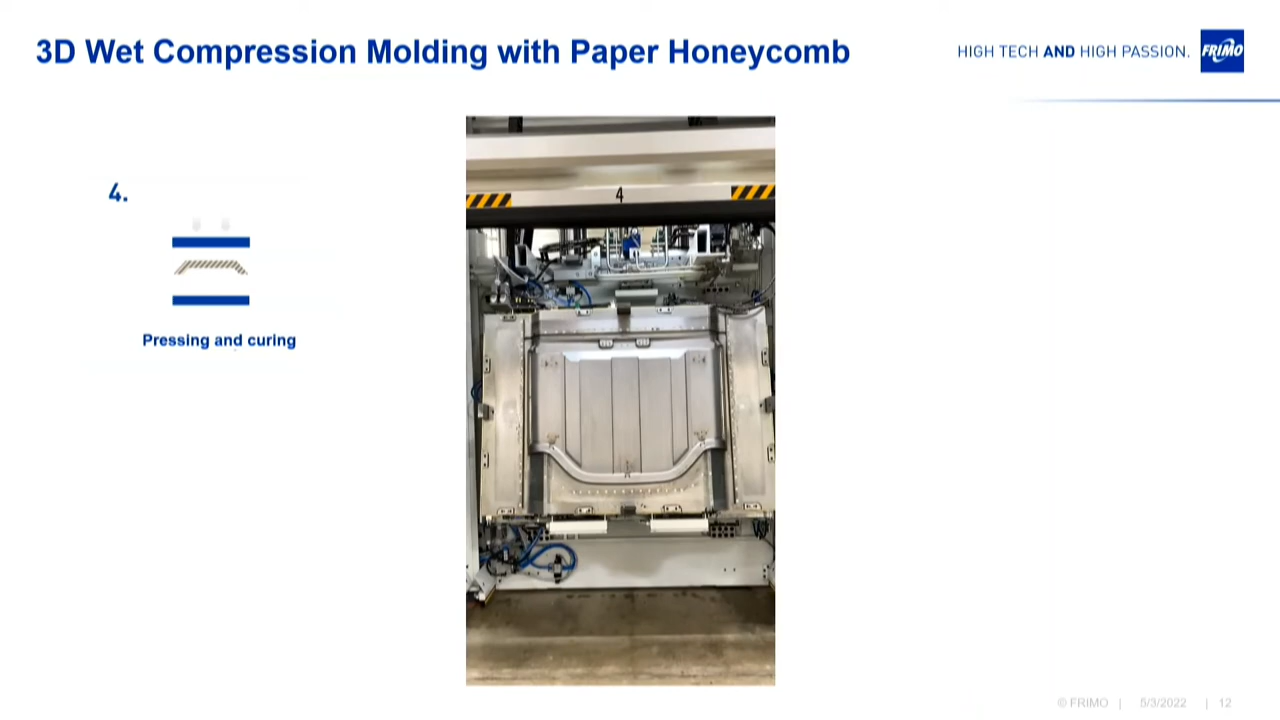 3D Wet Compression Molding with Paper Honeycomb
HIGH TECH AND HIGH PASSION.
FRIMO
4.
Pressing and curing
4
© FRIMO | 5/3/2022 | 12